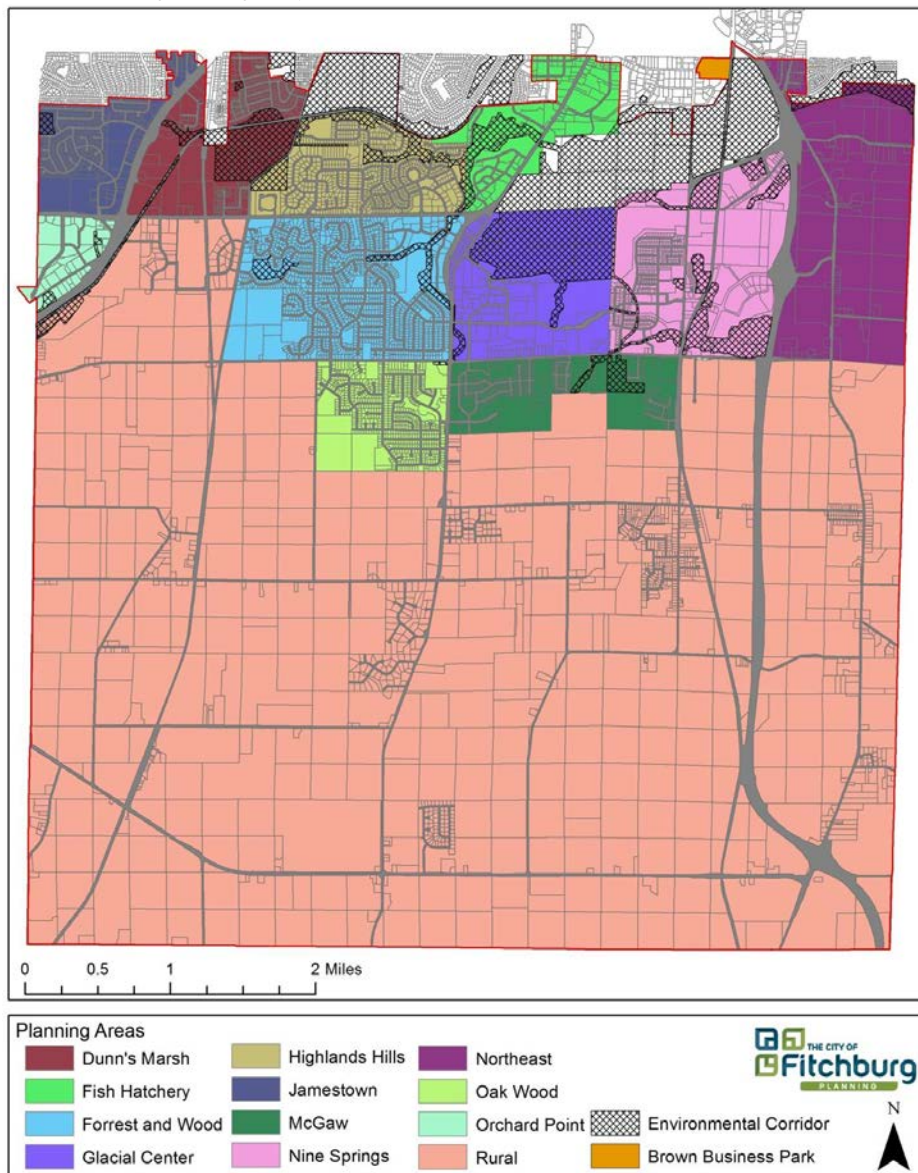 0 0.5 1 2 Miles
Planning Areas
Dunn's Marsh
Fish Hatchery
Forrest and Wood
Glacial Center
Highlands Hills
Jamestown
McGaw
Nine Springs
Northeast
Oak Wood
Orchard Point
Rural
Environmental Corridor
Brown Business Park
THE CITY OF
Fitchburg
PLANNING
N